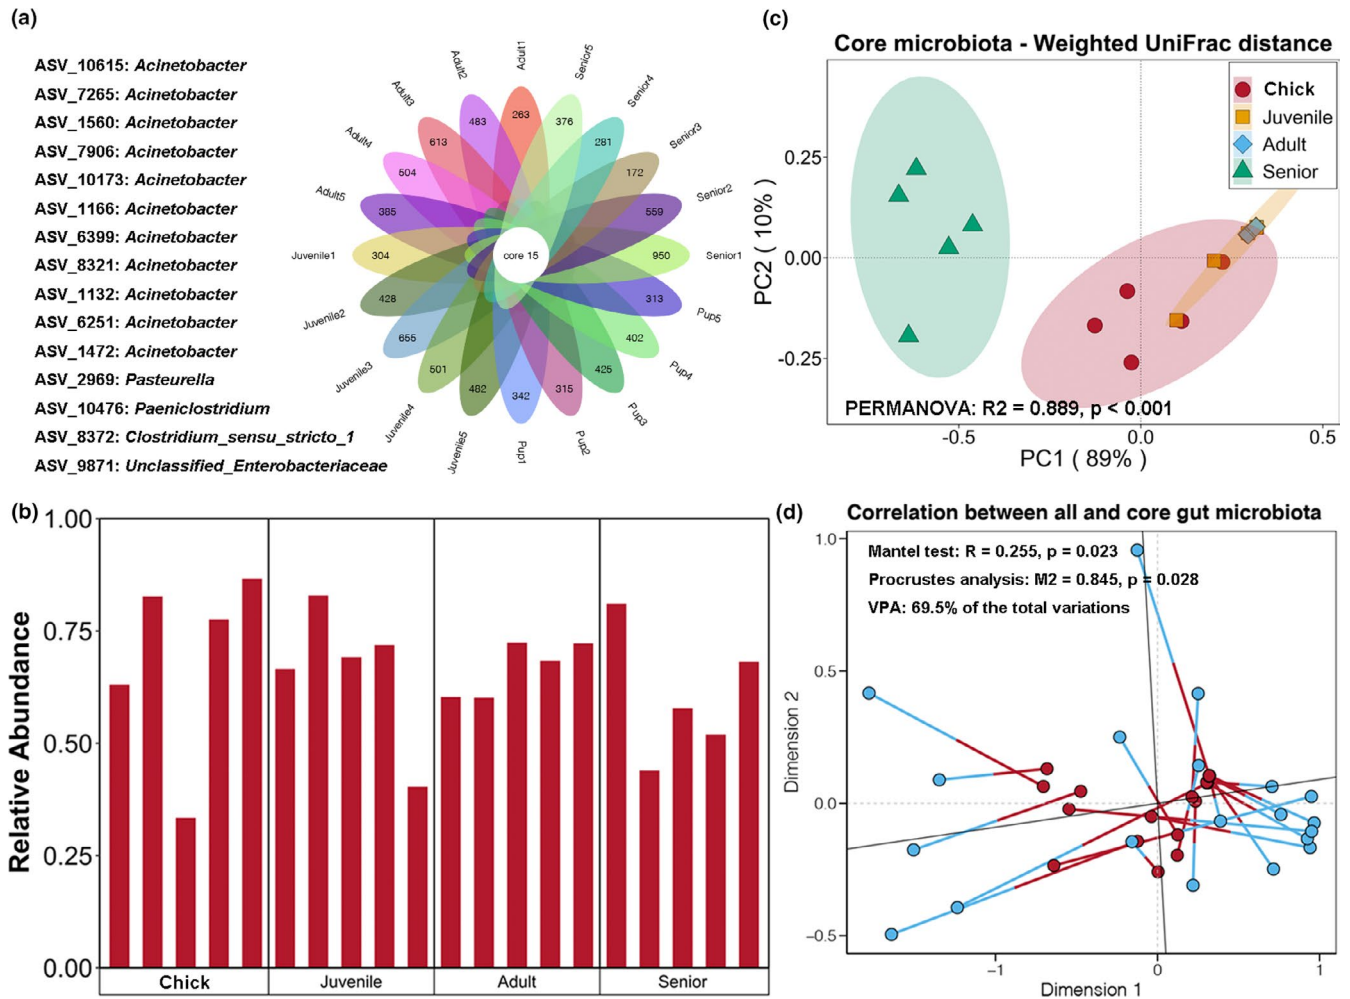 (a)
ASV_10615: Acinetobacter
ASV_7265: Acinetobacter
ASV_1560: Acinetobacter
ASV_7906: Acinetobacter
ASV_10173: Acinetobacter
ASV_1166: Acinetobacter
ASV_6399: Acinetobacter
ASV_8321: Acinetobacter
ASV_1132: Acinetobacter
ASV_6251: Acinetobacter
ASV_1472: Acinetobacter
ASV_2969: Pasteurella
ASV_10476: Paeniclostridium
ASV_8372: Clostridium_sensu_stricto_1
ASV_9871: Unclassified_Enterobacteriaceae
Adult1
263
Senior5
376
Senior4
281
Senior3
172
Senior2
559
Senior1
950
Pup5
313
Pup4
402
Pup3
425
Pup2
315
Pup1
342
Juvenile5
482
Juvenile4
501
Juvenile3
655
Juvenile2
428
Juvenile1
304
Adult5
385
Adult4
504
Adult3
613
Adult2
483
core 15
(c)
Core microbiota - Weighted UniFrac distance
Chick
Juvenile
Adult
Senior
PC2 ( 10% )
0.25
0.00
-0.25
PERMANOVA: R2 = 0.889, p < 0.001
-0.5
0.0
0.5
PC1 ( 89% )
(b)
Relative Abundance
1.00
0.75
0.50
0.25
0.00
Chick
Juvenile
Adult
Senior
(d)
Correlation between all and core gut microbiota
Mantel test: R = 0.255, p = 0.023
Procrustes analysis: M2 = 0.845, p = 0.028
VPA: 69.5% of the total variations
Dimension 2
1.0
0.5
0.0
−0.5
−1
0
1
Dimension 1